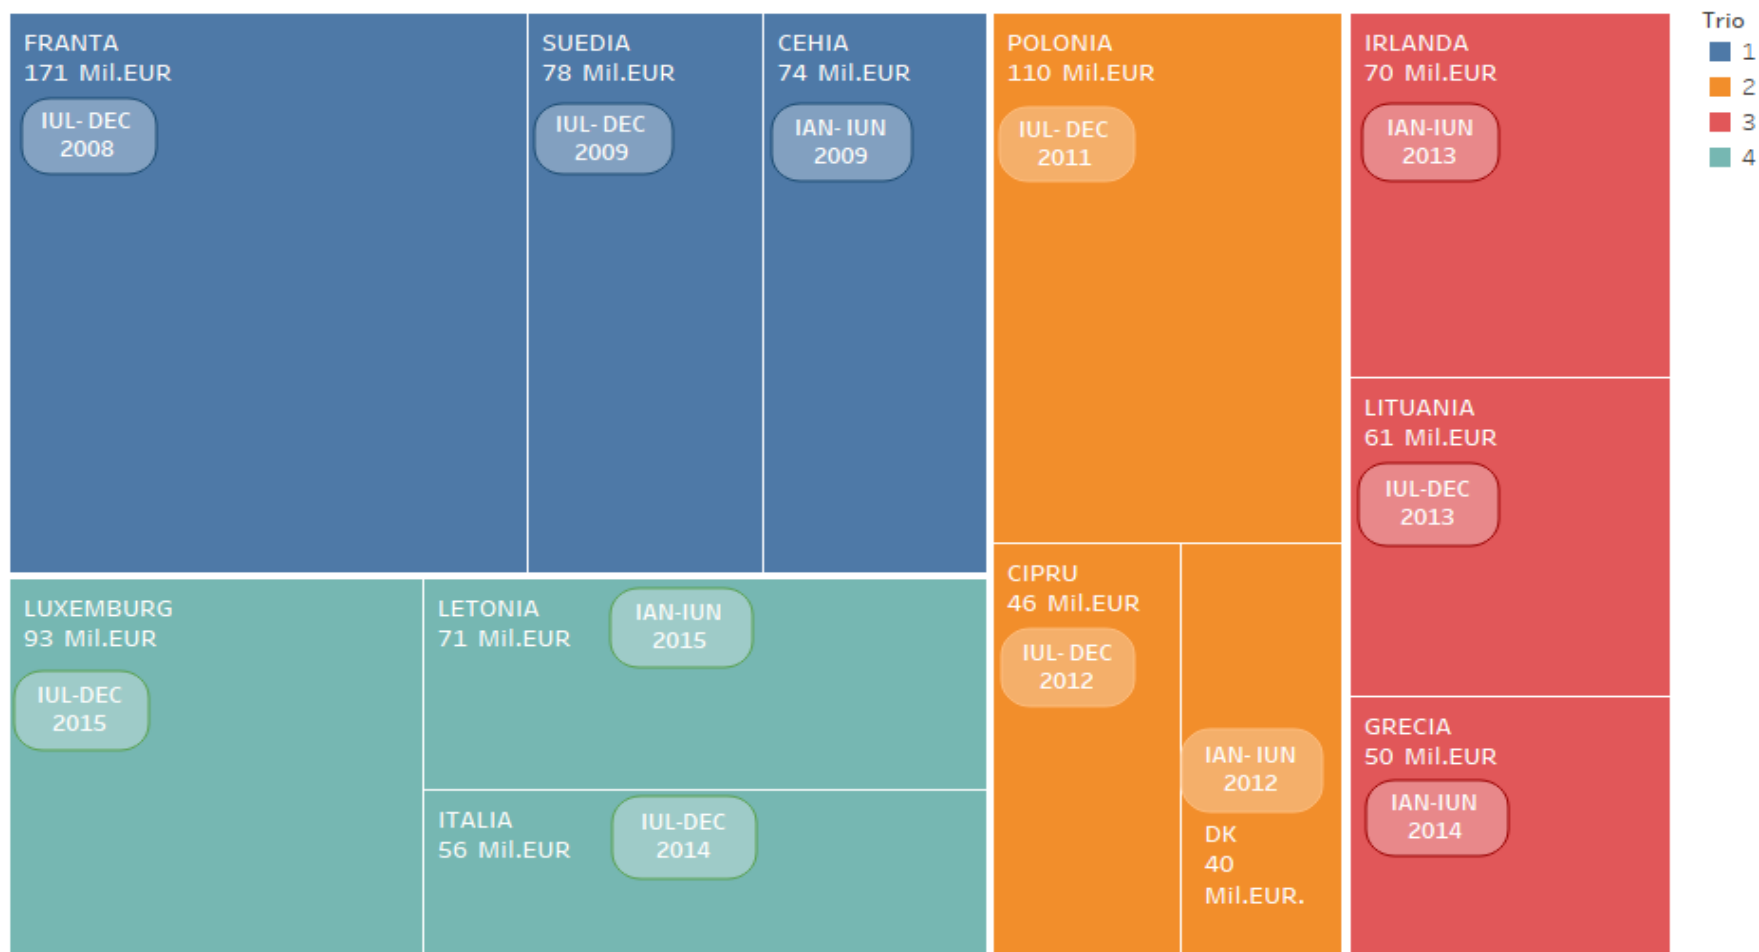 FRANTA
171 Mil.EUR
IUL- DEC
2008
SUEDIA
78 Mil.EUR
IUL- DEC
2009
CEHIA
74 Mil.EUR
IAN- IUN
2009
POLONIA
110 Mil.EUR
IUL- DEC
2011
IRLANDA
70 Mil.EUR
IAN-IUN
2013
Trio
1
2
3
4
LITUANIA
61 Mil.EUR
IUL-DEC
2013
LUXEMBURG
93 Mil.EUR
IUL-DEC
2015
LETONIA
71 Mil.EUR
IAN-IUN
2015
ITALIA
56 Mil.EUR
IUL-DEC
2014
CIPRU
46 Mil.EUR
IUL- DEC
2012
IAN- IUN
2012
DK
40
Mil.EUR.
GRECIA
50 Mil.EUR
IAN-IUN
2014